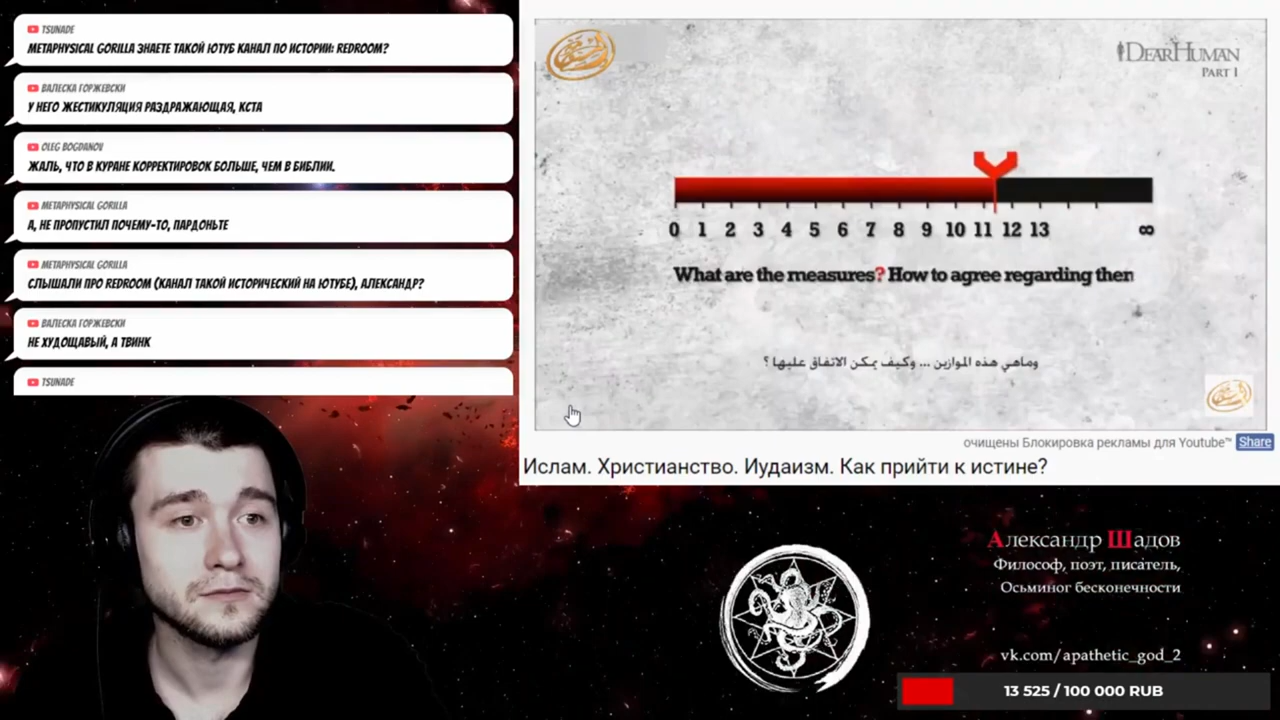 TSUNADE
METAPHYSICAL GORILLA ЗНАЕТЕ ТАКОЙ ЮТУБ КАНАЛ ПО ИСТОРИИ: REDROOM?
ВАЛЕСКА ГОРЖЕВСКИ
У НЕГО ЖЕСТИКУЛЯЦИЯ РАЗДРАЖАЮЩАЯ, КСТА
OLEG BOGDANOV
ЖАЛЬ, ЧТО В КУРАНЕ КОРРЕКТИРОВОК БОЛЬШЕ, ЧЕМ В БИБЛИИ.
METAPHYSICAL GORILLA
А, НЕ ПРОПУСТИЛ ПОЧЕМУ-ТО, ПАРДОНЬТЕ
METAPHYSICAL GORILLA
СЛЫШАЛИ ПРО REDROOM (КАНАЛ ТАКОЙ ИСТОРИЧЕСКИЙ НА ЮТУБЕ), АЛЕКСАНДР?
ВАЛЕСКА ГОРЖЕВСКИ
НЕ ХУДОЩАВЫЙ, А ТВИНК
TSUNADE
DEARHUMAN
PART I
0 1 2 3 4 5 6 7 8 9 10 11 12 13 ∞
What are the measures? How to agree regarding them
وماهي هذه الموازين ... وكيف يمكن الاتفاق عليها ؟
очищены Блокировка рекламы для Youtube™ Share
Ислам. Христианство. Иудаизм. Как прийти к истине?
Александр Шадов
Философ, поэт, писатель,
Осьминог бесконечности
vk.com/apathetic_god_2
13 525 / 100 000 RUB